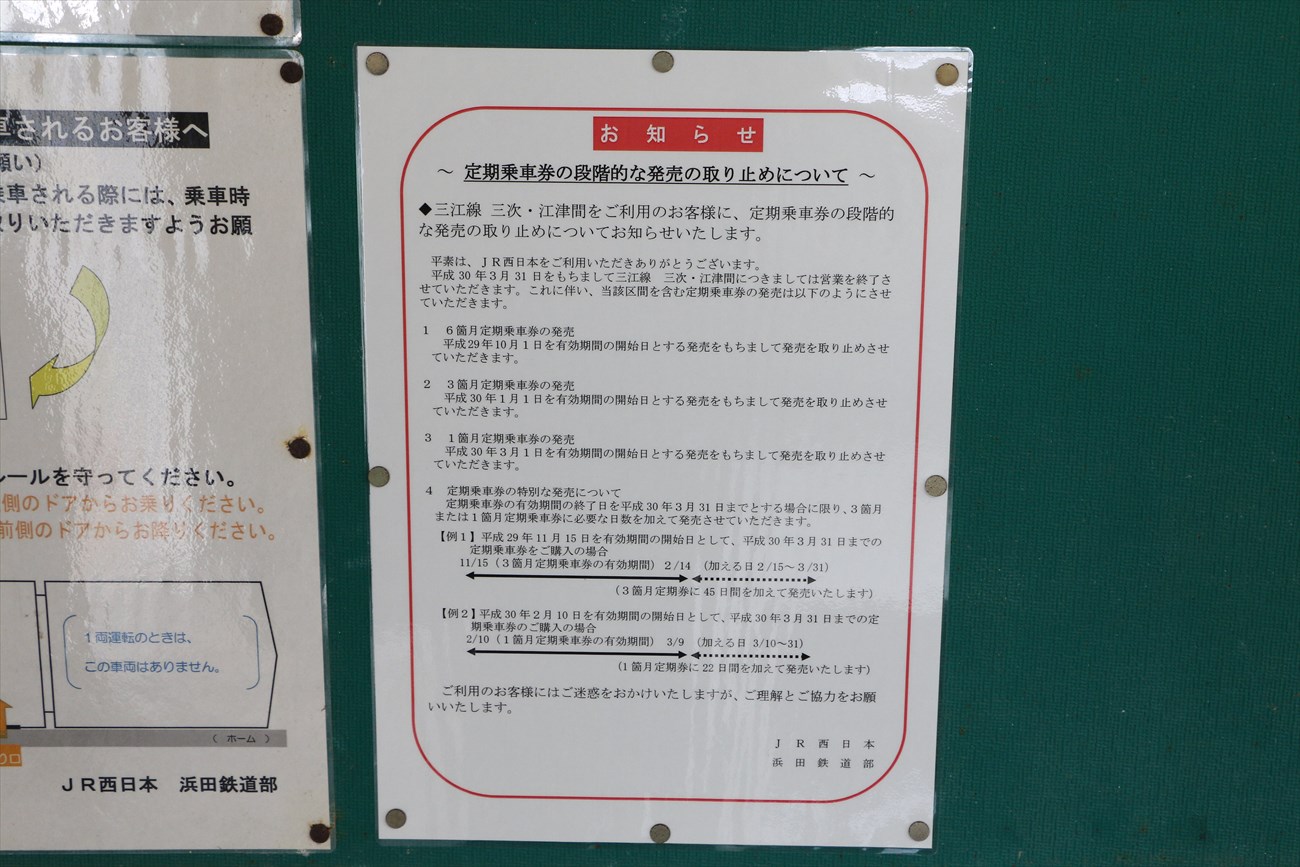 車されるお客様へ
願い）
乗車される際には、乗車時
取りいただきますようお願
ルールを守ってください。
側のドアからお乗りください。
前側のドアからお降りください。
１両運転のときは、
この車両はありません。
（ ホーム ）
り口
ＪＲ西日本　浜田鉄道部
お知らせ
～ 定期乗車券の段階的な発売の取り止めについて ～
◆三江線 三次・江津間をご利用のお客様に、定期乗車券の段階的
な発売の取り止めについてお知らせいたします。
平素は、ＪＲ西日本をご利用いただきありがとうございます。
平成 30 年３月 31 日をもちまして三江線　三次・江津間につきましては営業を終了さ
せていただきます。これに伴い、当該区間を含む定期乗車券の発売は以下のようにさせ
ていただきます。
１　６箇月定期乗車券の発売
平成29年10月１日を有効期間の開始日とする発売をもちまして発売を取り止めさせ
ていただきます。
２　３箇月定期乗車券の発売
平成 30 年１月１日を有効期間の開始日とする発売をもちまして発売を取り止めさせ
ていただきます。
３　１箇月定期乗車券の発売
平成 30 年３月１日を有効期間の開始日とする発売をもちまして発売を取り止めさせ
ていただきます。
４　定期乗車券の特別な発売について
定期乗車券の有効期間の終了日を平成 30 年３月 31 日までとする場合に限り、３箇月
または１箇月定期乗車券に必要な日数を加えて発売させていただきます。
【例１】平成 29 年 11 月 15 日を有効期間の開始日として、平成 30 年３月 31 日までの
定期乗車券をご購入の場合
11/15（３箇月定期乗車券の有効期間） ２/14 （加える日２/15～３/31）
（３箇月定期券に 45 日間を加えて発売いたします）
【例２】平成 30 年２月 10 日を有効期間の開始日として、平成 30 年３月 31 日までの定
期乗車券のご購入の場合
2/10（１箇月定期乗車券の有効期間） 3/9 （加える日 3/10～31）
（１箇月定期券に 22 日間を加えて発売いたします）
ご利用のお客様にはご迷惑をおかけいたしますが、ご理解とご協力をお願
いいたします。
ＪＲ西日本
浜田鉄道部